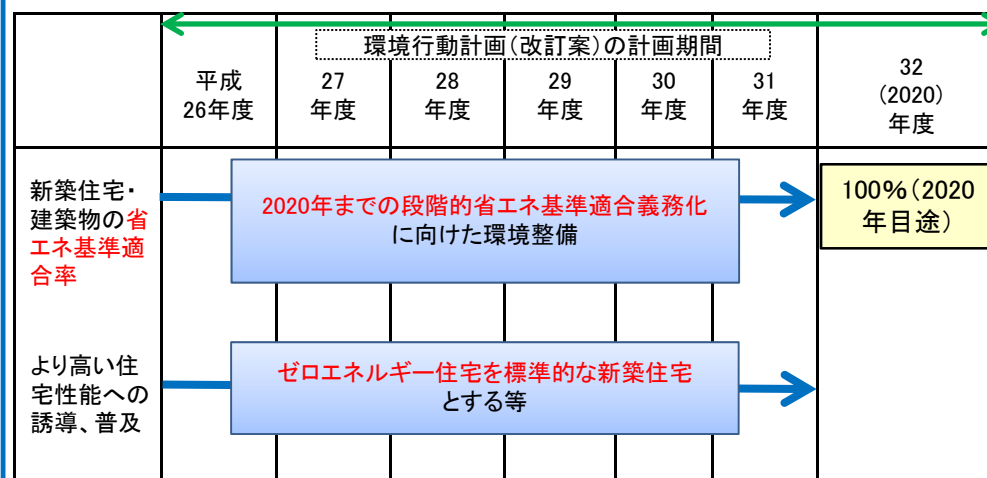 環境行動計画(改訂案)の計画期間
平成
26年度
27
年度
28
年度
29
年度
30
年度
31
年度
32
(2020)
年度
新築住宅・
建築物の省
エネ基準適
合率
2020年までの段階的省エネ基準適合義務化
に向けた環境整備
100%(2020
年目途)
より高い住
宅性能への
誘導、普及
ゼロエネルギー住宅を標準的な新築住宅
とする等